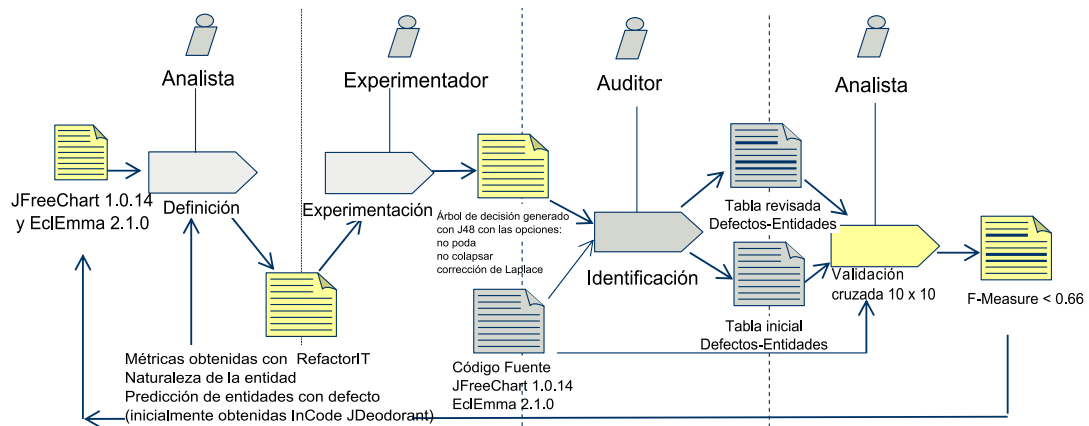 Analista
Experimentador
Auditor
Analista
JFreeChart 1.0.14
y EclEmma 2.1.0
Definición
Experimentación
Árbol de decisión generado
con J48 con las opciones:
no poda
no colapsar
corrección de Laplace
Identificación
Tabla revisada
Defectos-Entidades
Validación
cruzada 10 x 10
F-Measure < 0.66
Tabla inicial
Defectos-Entidades
Métricas obtenidas con RefactorIT
Naturaleza de la entidad
Predicción de entidades con defecto
(inicialmente obtenidas InCode JDeodorant)
Código Fuente
JFreeChart 1.0.14
EclEmma 2.1.0